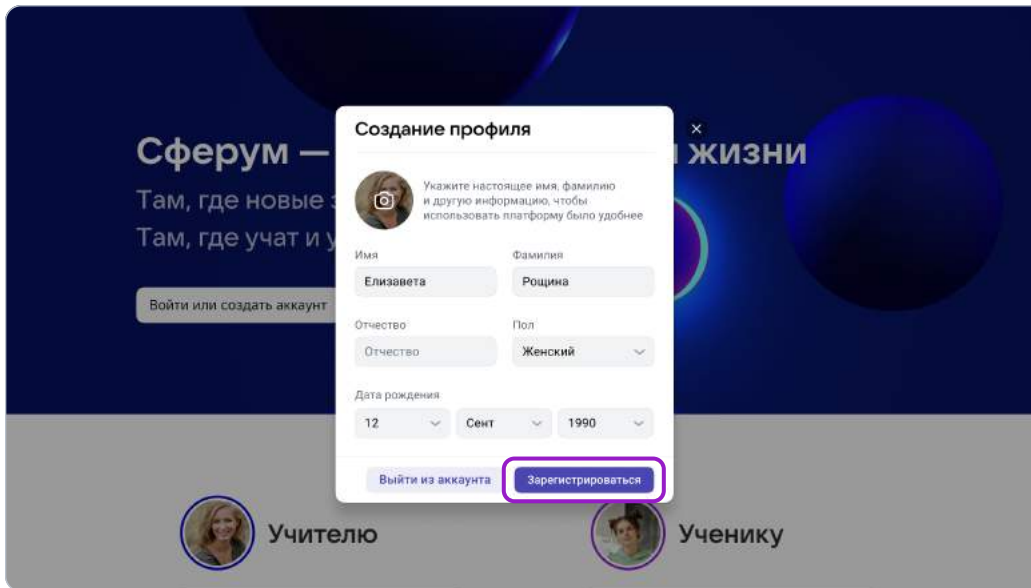 Создание профиля
Сферум —
жизни
Укажите настоящее имя, фамилию
и другую информацию, чтобы
использовать платформу было удобнее
Там, где новые
Там, где учат и у
Имя
Фамилия
Елизавета
Рощина
Войти или создать аккаунт
Отчество
Пол
Отчество
Женский
Дата рождения
12
Сент
1990
Выйти из аккаунта
Зарегистрироваться
Учителю
Ученику